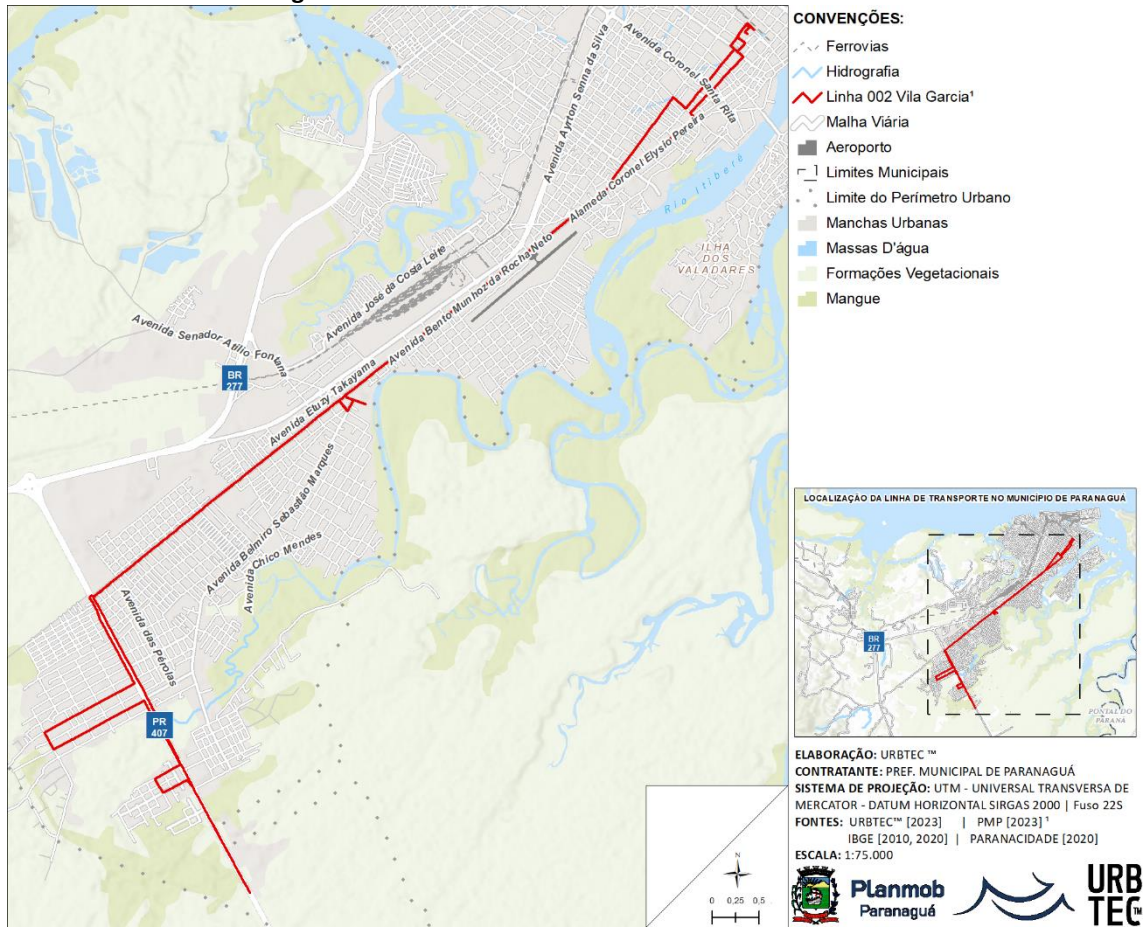 Avenida Coronel Santa Rita
Avenida Ayrton Senna da Silva
Alameda Coronel Elysio Pereira
Rio Itiberê
ILHA
DOS
VALADARES
Avenida José da Costa Leite
Avenida Bento Munhoz da Rocha Neto
Avenida Senador Atílio Fontana
BR
277
Avenida Etuzy Takayama
Avenida Belmiro Sebastião Marques
Avenida Chico Mendes
Avenida das Pérolas
PR
407
N
0 0,25 0,5
CONVENÇÕES:
Ferrovias
Hidrografia
Linha 002 Vila Garcia¹
Malha Viária
Aeroporto
Limites Municipais
Limite do Perímetro Urbano
Manchas Urbanas
Massas D'água
Formações Vegetacionais
Mangue
LOCALIZAÇÃO DA LINHA DE TRANSPORTE NO MUNICÍPIO DE PARANAGUÁ
BR
277
PONTAL DO
PARANÁ
ELABORAÇÃO: URBTEC ™
CONTRATANTE: PREF. MUNICIPAL DE PARANAGUÁ
SISTEMA DE PROJEÇÃO: UTM - UNIVERSAL TRANSVERSA DE
MERCATOR - DATUM HORIZONTAL SIRGAS 2000 | Fuso 22S
FONTES: URBTEC™ [2023] | PMP [2023] ¹
IBGE [2010, 2020] | PARANACIDADE [2020]
ESCALA: 1:75.000
Planmob
Paranaguá
URB
TEC™